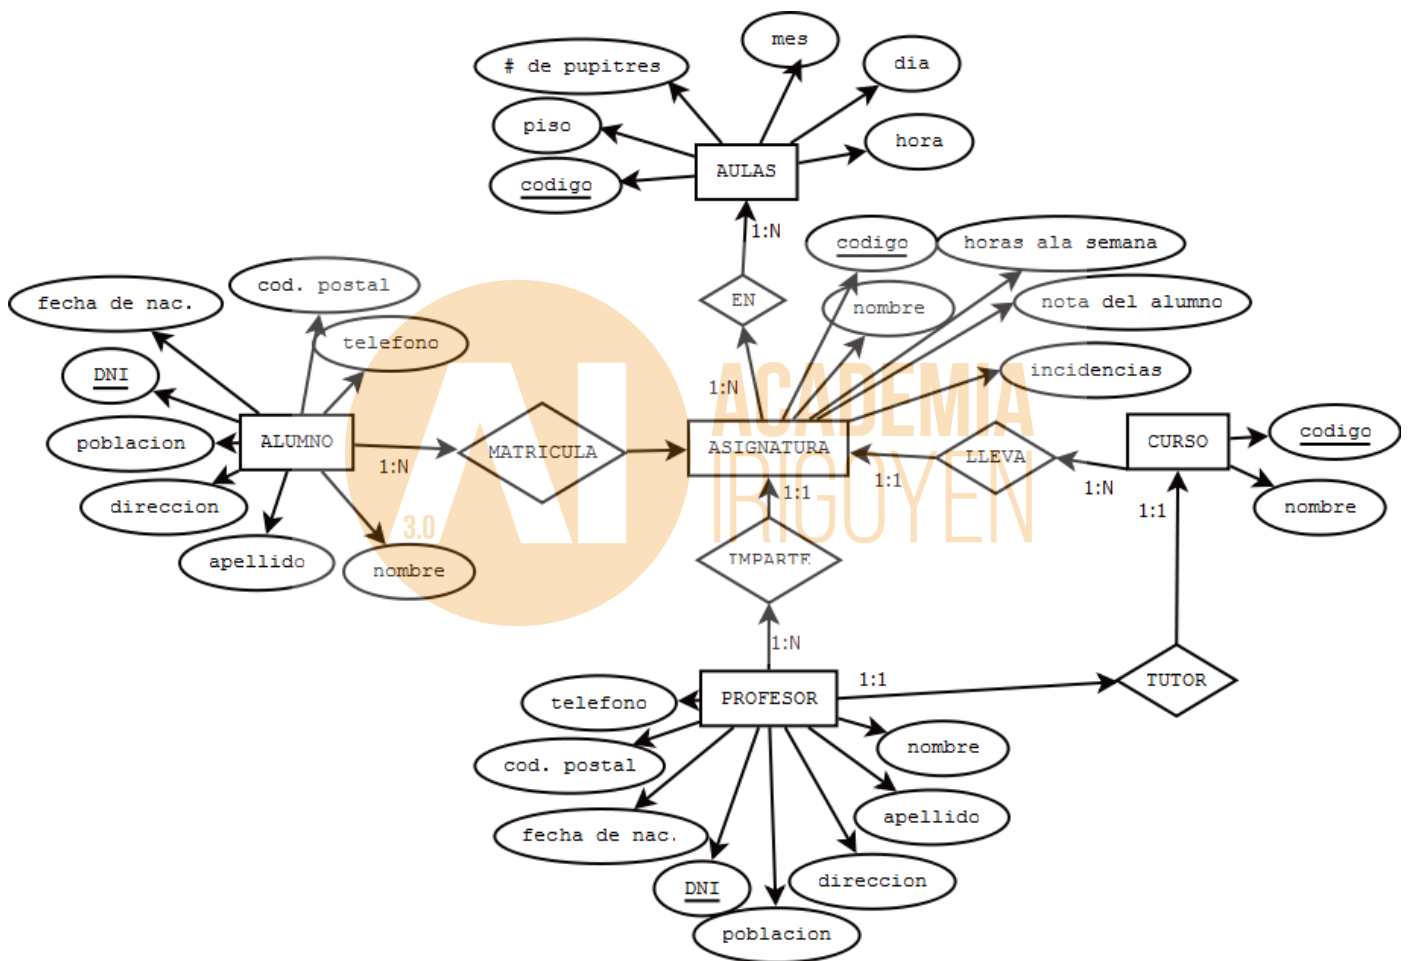 mes
# de pupitres
dia
piso
hora
AULAS
codigo
1:N
codigo
horas ala semana
cod. postal
fecha de nac.
EN
nombre
nota del alumno
telefono
DNI
1:N
incidencias
ACADEMIA
IRIGUYEN
AI
3.0
poblacion
ALUMNO
1:N
MATRICULA
ASIGNATURA
1:1
LLEVA
1:N
CURSO
codigo
direccion
1:1
1:1
nombre
apellido
nombre
IMPARTE
1:N
telefono
PROFESOR
1:1
TUTOR
cod. postal
nombre
fecha de nac.
apellido
DNI
direccion
poblacion